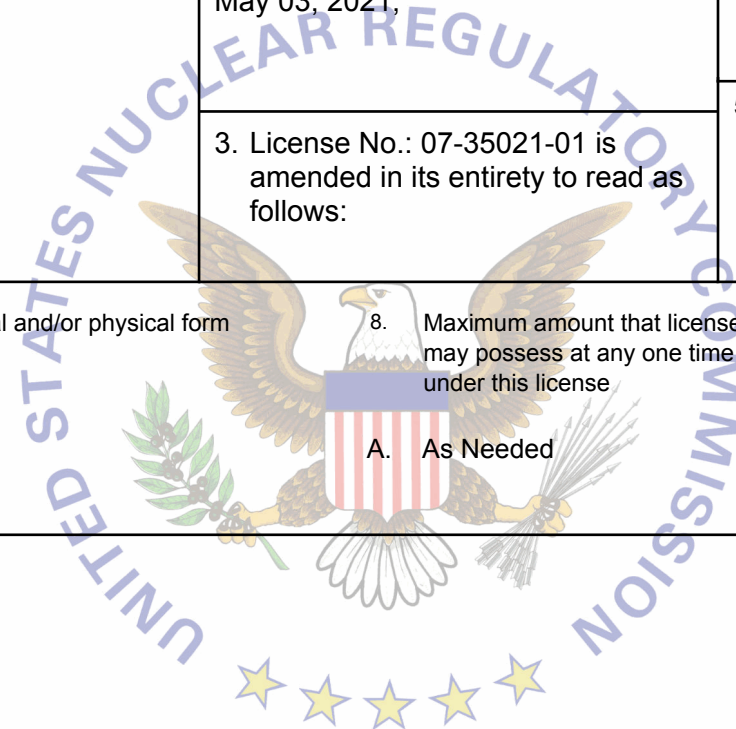 May 03, 2021,
3. License No.: 07-35021-01 is
amended in its entirety to read as
follows:
and/or physical form
8. Maximum amount that
may possess at any one time
under this license
A. As Needed
UNITED STATES NUCLEAR REGULATORY COMMISSION